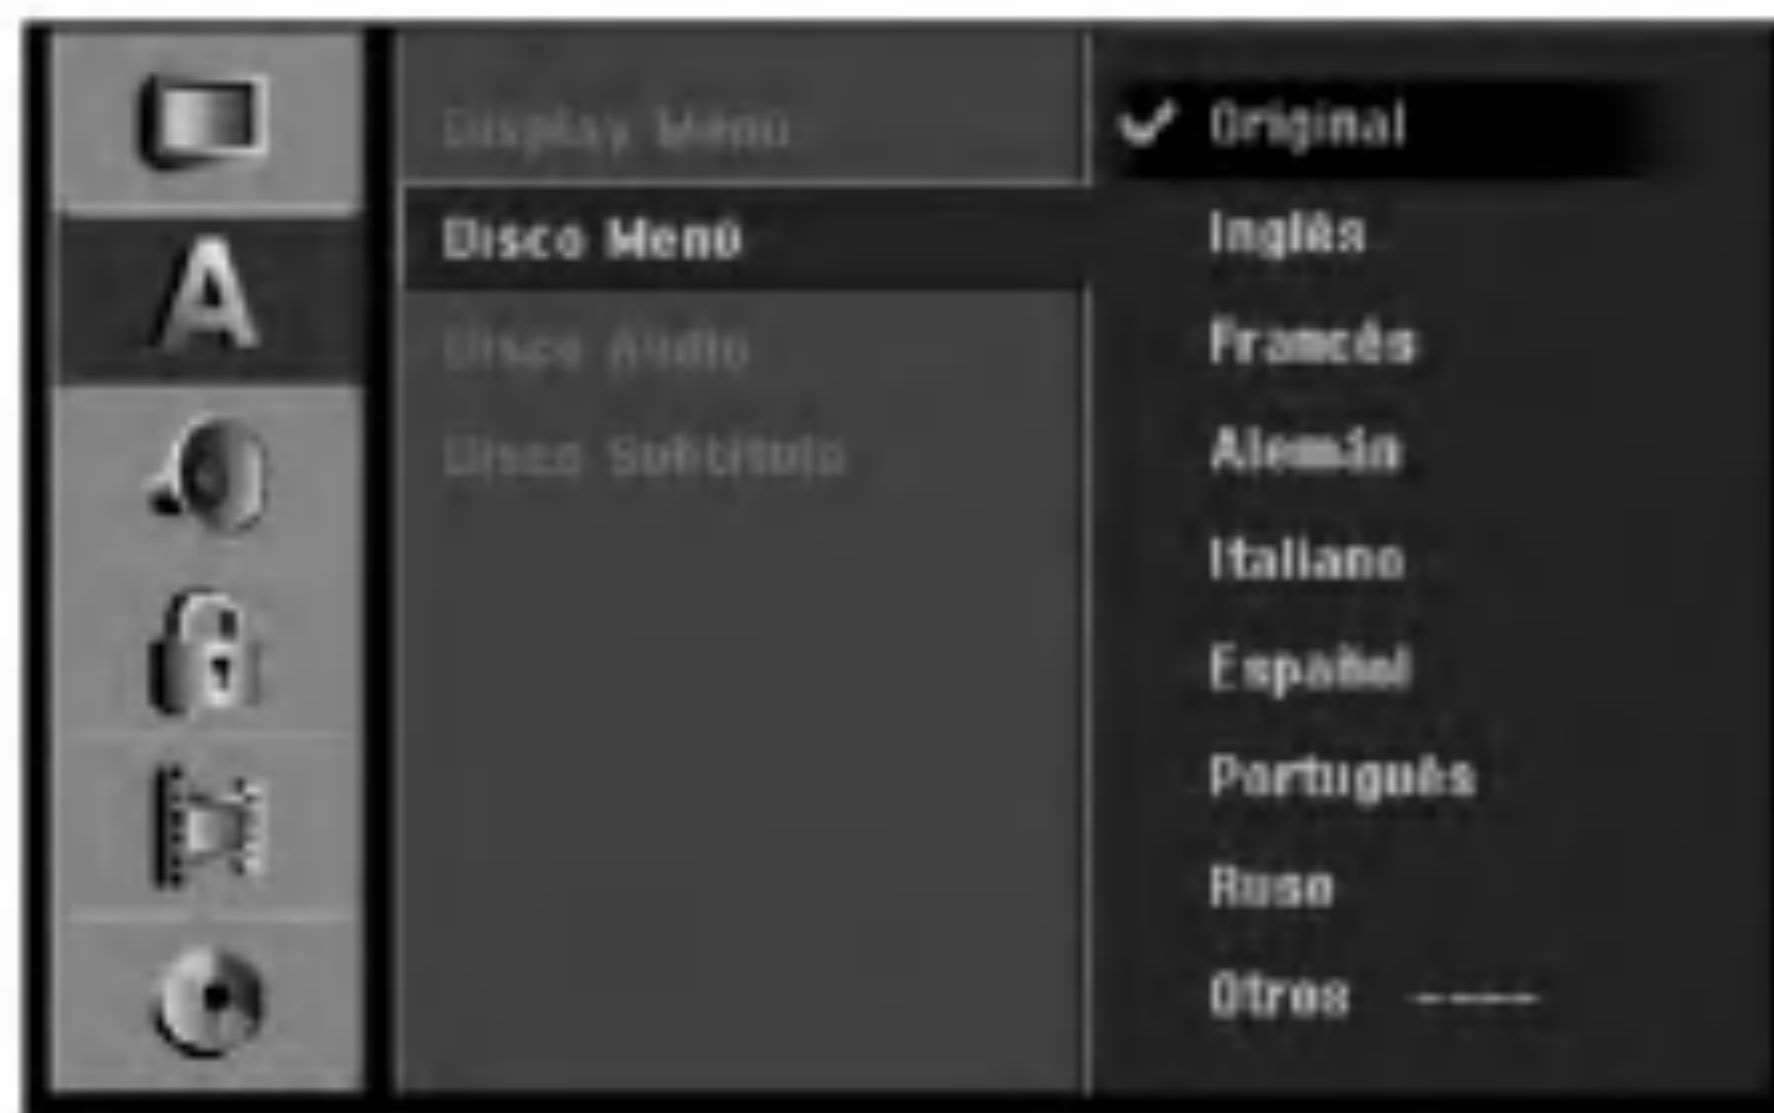 A
Display Menú
Disco Menú
Disco Audio
Disco Subtítulo
Original
Inglés
Francés
Alemán
Italiano
Español
Portugués
Ruso
Otros ----